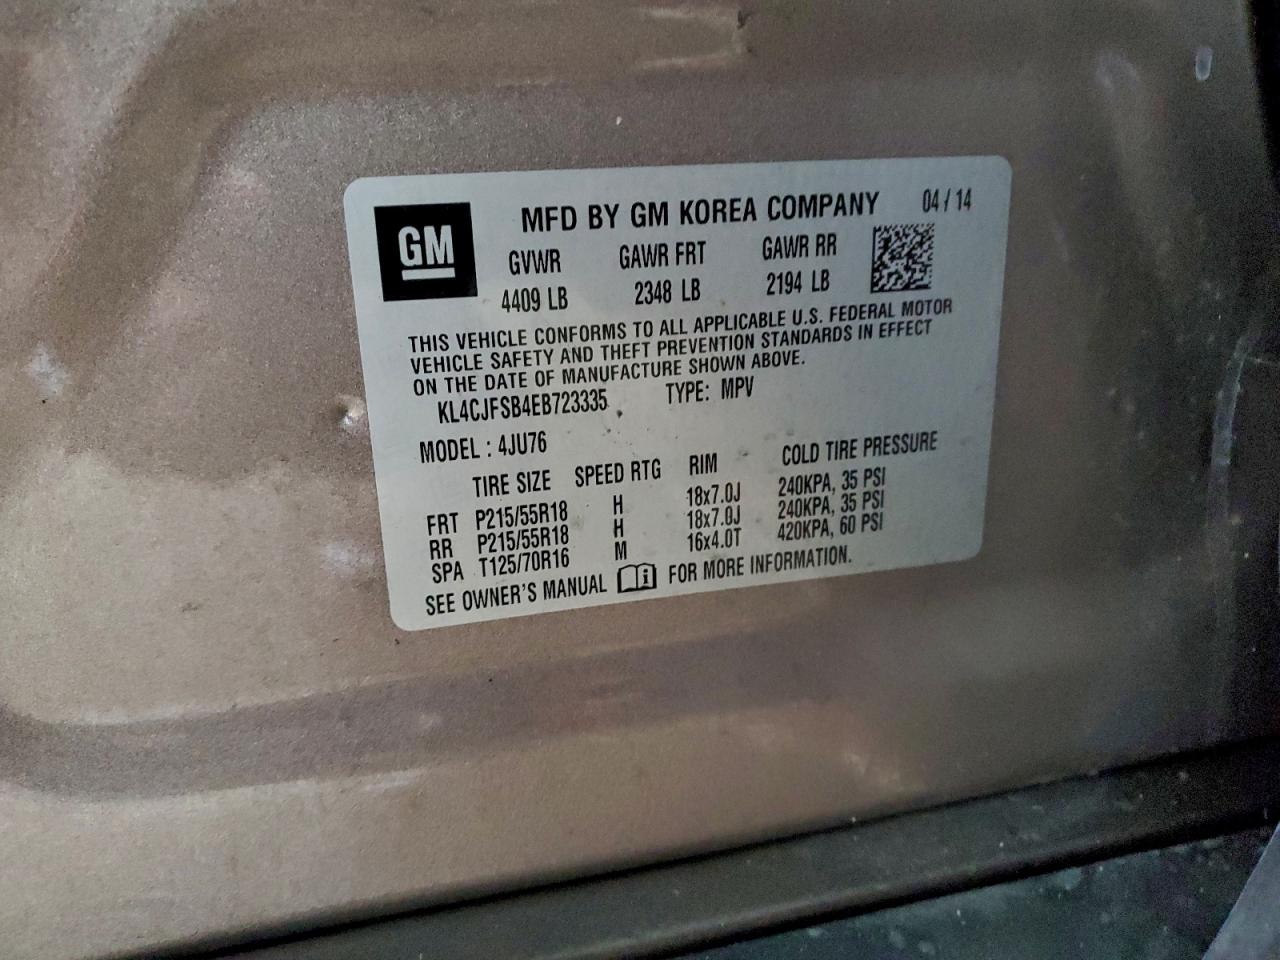 GM
MFD BY GM KOREA COMPANY 04 / 14
GVWR GAWR FRT GAWR RR
4409 LB 2348 LB 2194 LB
THIS VEHICLE CONFORMS TO ALL APPLICABLE U.S. FEDERAL MOTOR
VEHICLE SAFETY AND THEFT PREVENTION STANDARDS IN EFFECT
ON THE DATE OF MANUFACTURE SHOWN ABOVE.
KL4CJFSB4EB723335 TYPE: MPV
MODEL : 4JU76
TIRE SIZE SPEED RTG RIM COLD TIRE PRESSURE
FRT P215/55R18 H 18x7.0J 240KPA, 35 PSI
RR P215/55R18 H 18x7.0J 240KPA, 35 PSI
SPA T125/70R16 M 16x4.0T 420KPA, 60 PSI
SEE OWNER'S MANUAL FOR MORE INFORMATION.